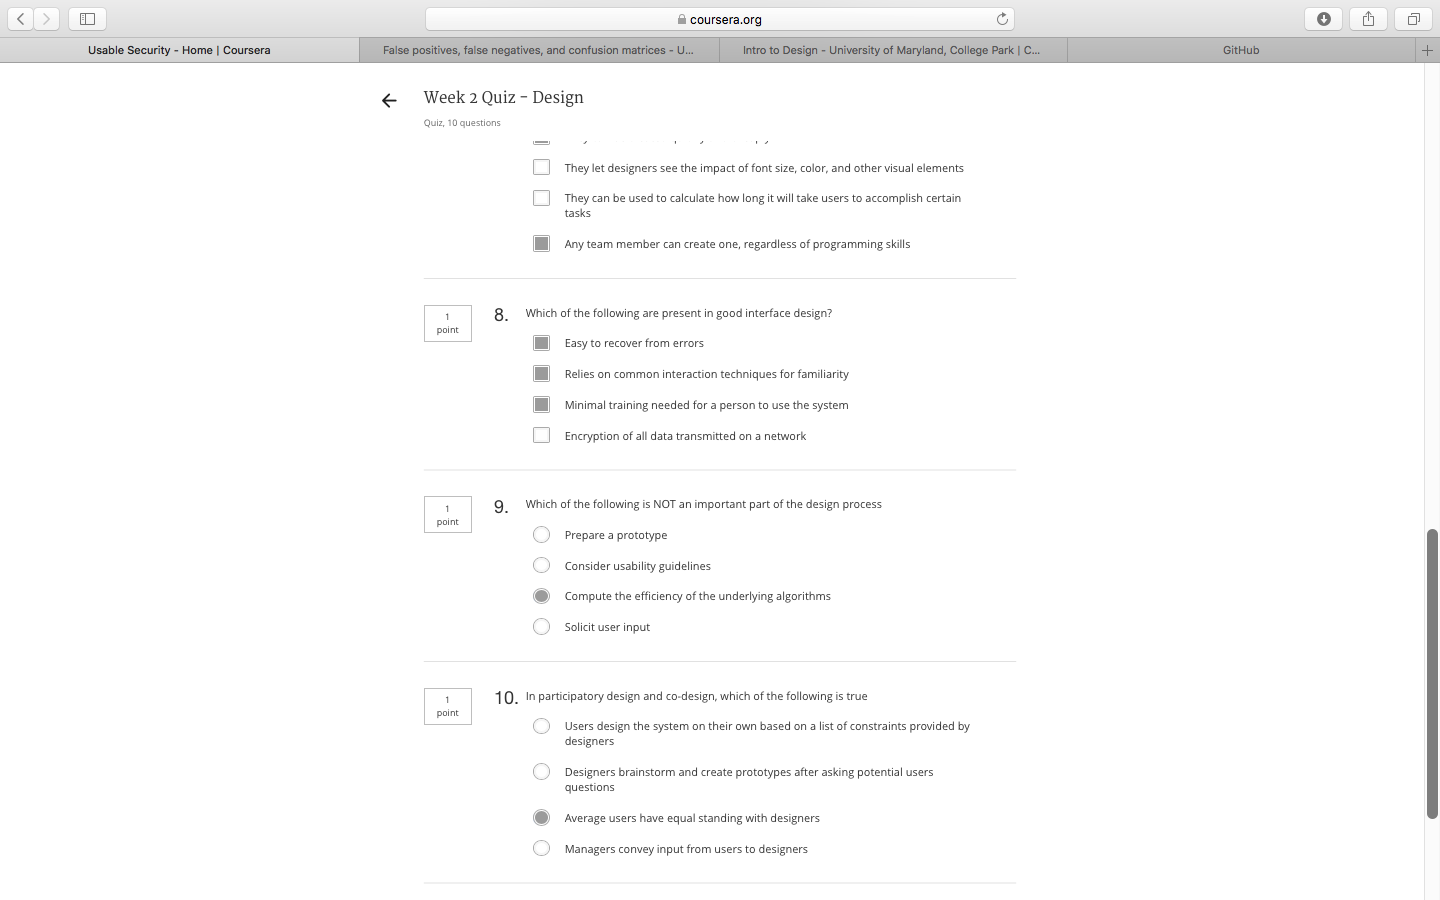 coursera.org
Usable Security - Home | Coursera
False positives, false negatives, and confusion matrices - U...
Intro to Design - University of Maryland, College Park | C...
GitHub
Week 2 Quiz - Design
Quiz, 10 questions
They let designers see the impact of font size, color, and other visual elements
They can be used to calculate how long it will take users to accomplish certain
tasks
Any team member can create one, regardless of programming skills
1
point
8.
Which of the following are present in good interface design?
Easy to recover from errors
Relies on common interaction techniques for familiarity
Minimal training needed for a person to use the system
Encryption of all data transmitted on a network
1
point
9.
Which of the following is NOT an important part of the design process
Prepare a prototype
Consider usability guidelines
Compute the efficiency of the underlying algorithms
Solicit user input
1
point
10.
In participatory design and co-design, which of the following is true
Users design the system on their own based on a list of constraints provided by
designers
Designers brainstorm and create prototypes after asking potential users
questions
Average users have equal standing with designers
Managers convey input from users to designers